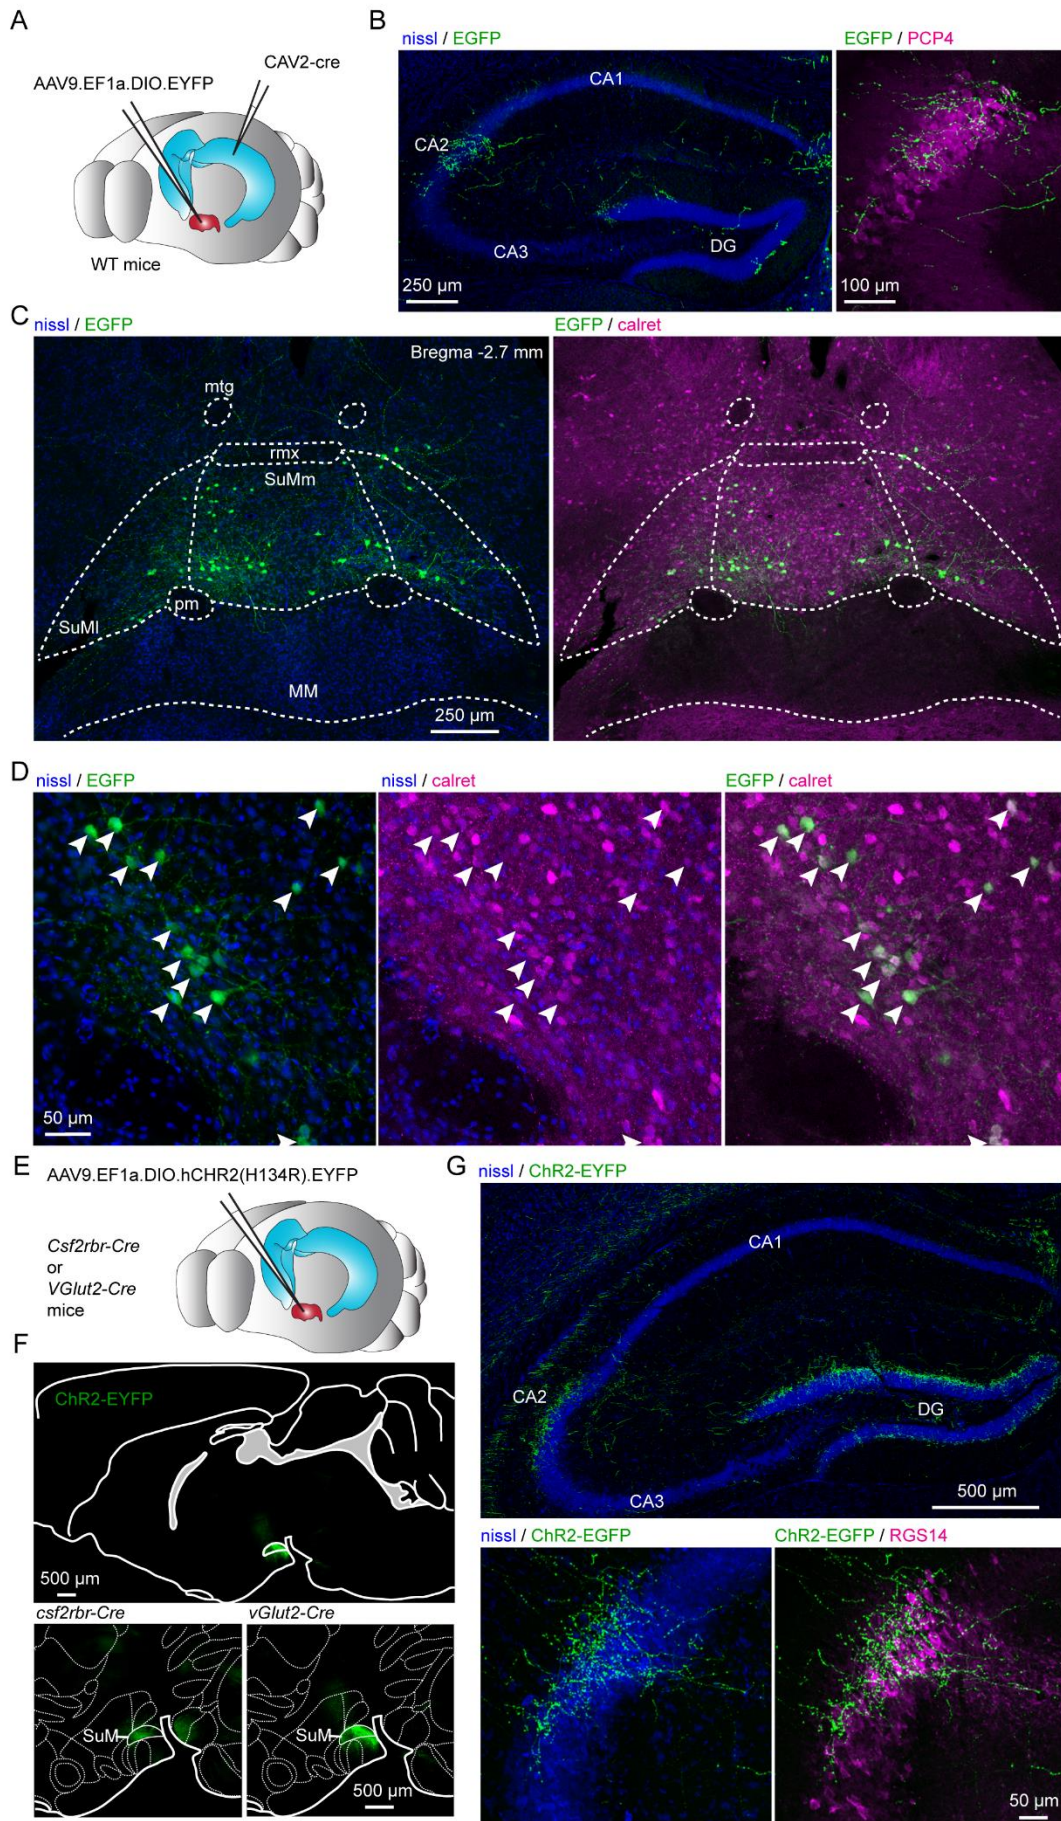 A
AAV9.EF1a.DIO.EYFP
CAV2-cre
WT mice
B
nissl / EGFP
CA1
CA2
CA3
DG
250 µm
EGFP / PCP4
100 µm
C
nissl / EGFP
Bregma -2.7 mm
mtg
rmx
SuMm
pm
SuMl
MM
250 µm
EGFP / calret
D
nissl / EGFP
50 µm
nissl / calret
EGFP / calret
E
AAV9.EF1a.DIO.hCHR2(H134R).EYFP
Csf2rbr-Cre
or
VGlut2-Cre
mice
F
ChR2-EYFP
500 µm
csf2rbr-Cre
SuM
vGlut2-Cre
SuM
500 µm
G
nissl / ChR2-EYFP
CA1
CA2
DG
CA3
500 µm
nissl / ChR2-EGFP
ChR2-EGFP / RGS14
50 µm